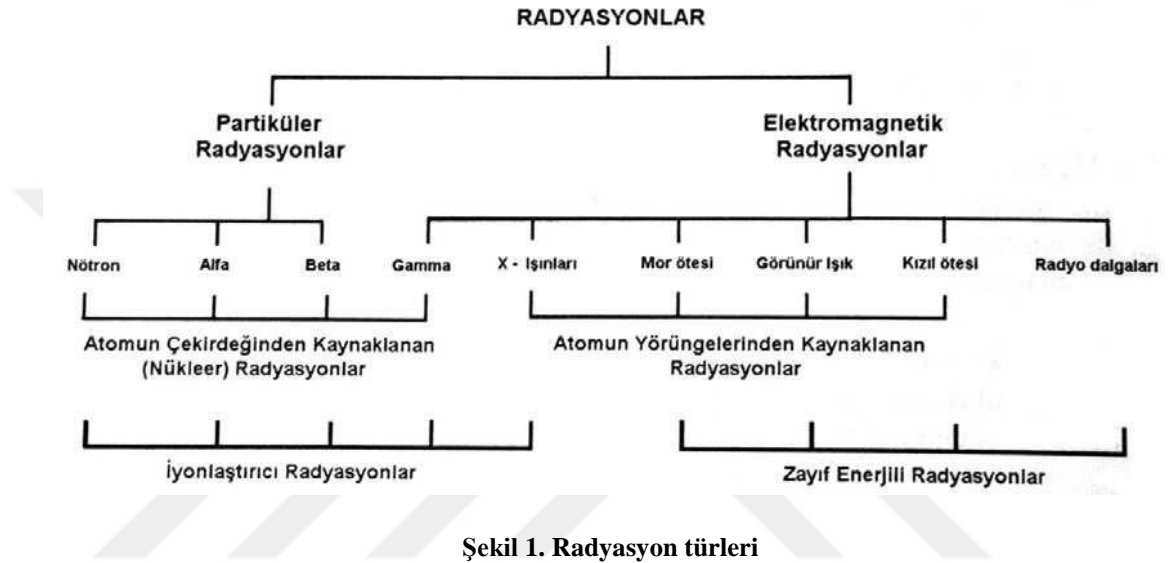 RADYASYONLAR
Partiküler
Radyasyonlar
Elektromagnetik
Radyasyonlar
Nötron
Alfa
Beta
Gamma
X - Işınları
Mor ötesi
Görünür Işık
Kızıl ötesi
Radyo dalgaları
Atomun Çekirdeğinden Kaynaklanan
(Nükleer) Radyasyonlar
Atomun Yörüngelerinden Kaynaklanan
Radyasyonlar
İyonlaştırıcı Radyasyonlar
Zayıf Enerjili Radyasyonlar
Şekil 1. Radyasyon türleri